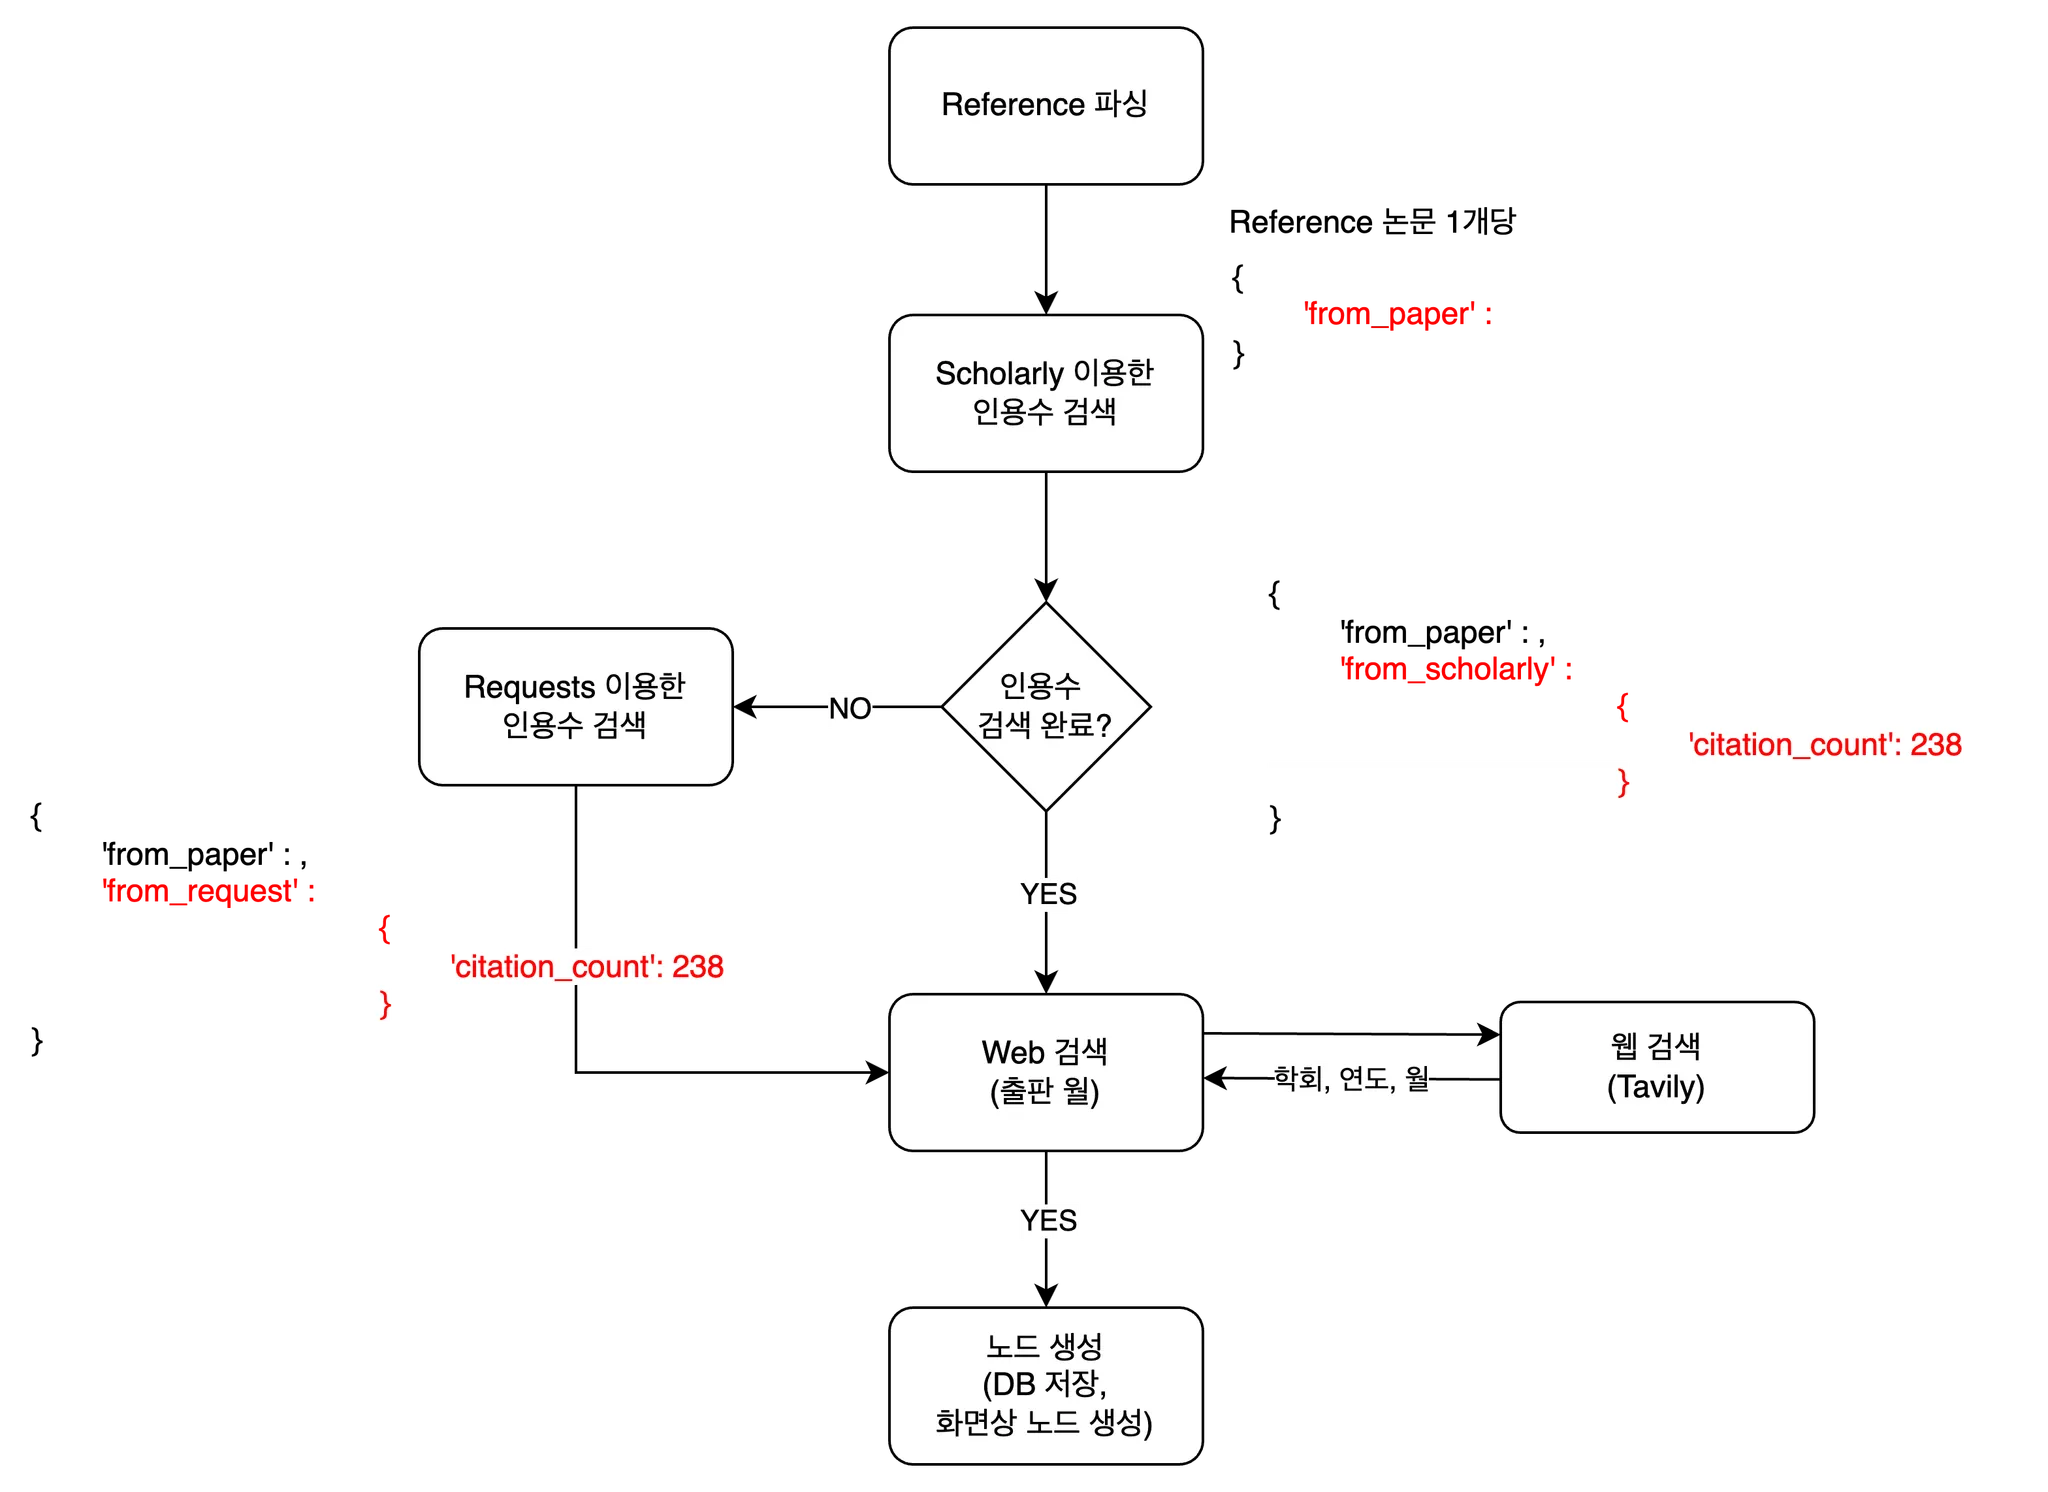 Reference 파싱
Reference 논문 1개당
{
'from_paper' :
}
Scholarly 이용한
인용수 검색
{
'from_paper' : ,
'from_scholarly' :
{
'citation_count': 238
}
}
인용수
검색 완료?
NO
Requests 이용한
인용수 검색
{
'from_paper' : ,
'from_request' :
{
'citation_count': 238
}
}
YES
Web 검색
(출판 월)
학회, 연도, 월
웹 검색
(Tavily)
YES
노드 생성
(DB 저장,
화면상 노드 생성)